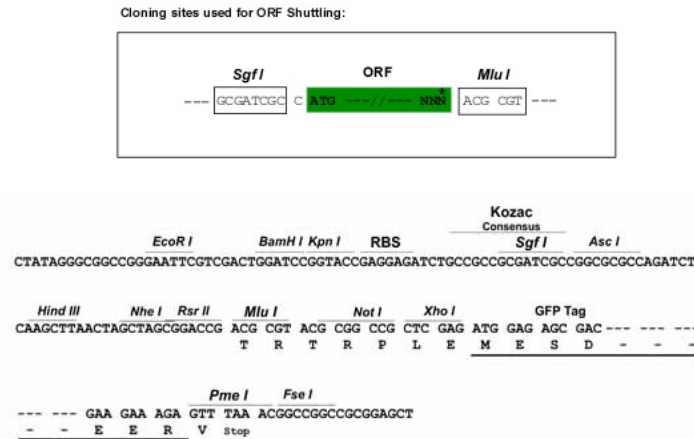 Cloning sites used for ORF Shuttling:
Sgf I ORF Mlu I
--- GCGATCGC C ATG ---//--- NNN* ACG CGT ---
Kozac
Consensus
EcoR I BamH I Kpn I RBS Sgf I Asc I
CTATAGGGCGGCCGGGAATTCGTCGACTGGATCCGGTACCGAGGAGATCTGCCGCCGCGATCGCCGGCGCGCCAGATCT
Hind III Nhe I Rsr II Mlu I Not I Xho I GFP Tag
CAAGCTTAACTAGCTAGCGGACCG ACG CGT ACG CGG CCG CTC GAG ATG GAG AGC GAC--- --- ---
T R T R P L E M E S D - - -
Pme I Fse I
--- --- GAA GAA AGA GTT TAA ACGGCCGGCCGCGGAGCT
- - E E R V Stop